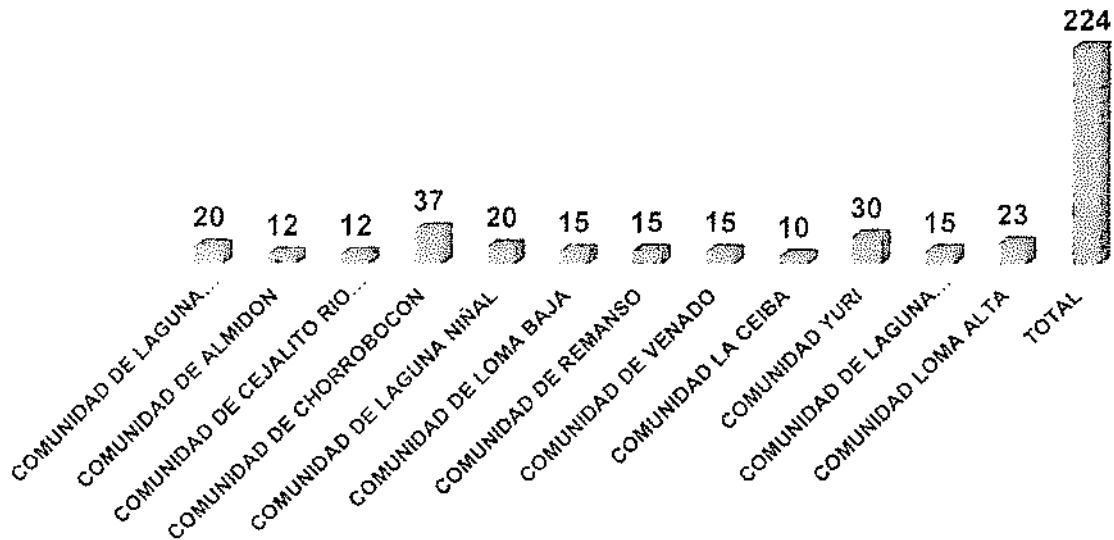 224
20
12
12
37
20
15
15
15
10
30
15
23
COMUNIDAD DE LAGUNA...
COMUNIDAD DE ALMIDON
COMUNIDAD DE CEJALITO RIO...
COMUNIDAD DE CHORROBOCON
COMUNIDAD DE LAGUNA NIÑAL
COMUNIDAD DE LOMA BAJA
COMUNIDAD DE REMANSO
COMUNIDAD DE VENADO
COMUNIDAD LA CEIBA
COMUNIDAD YURI
COMUNIDAD DE LAGUNA...
COMUNIDAD LOMA ALTA
TOTAL